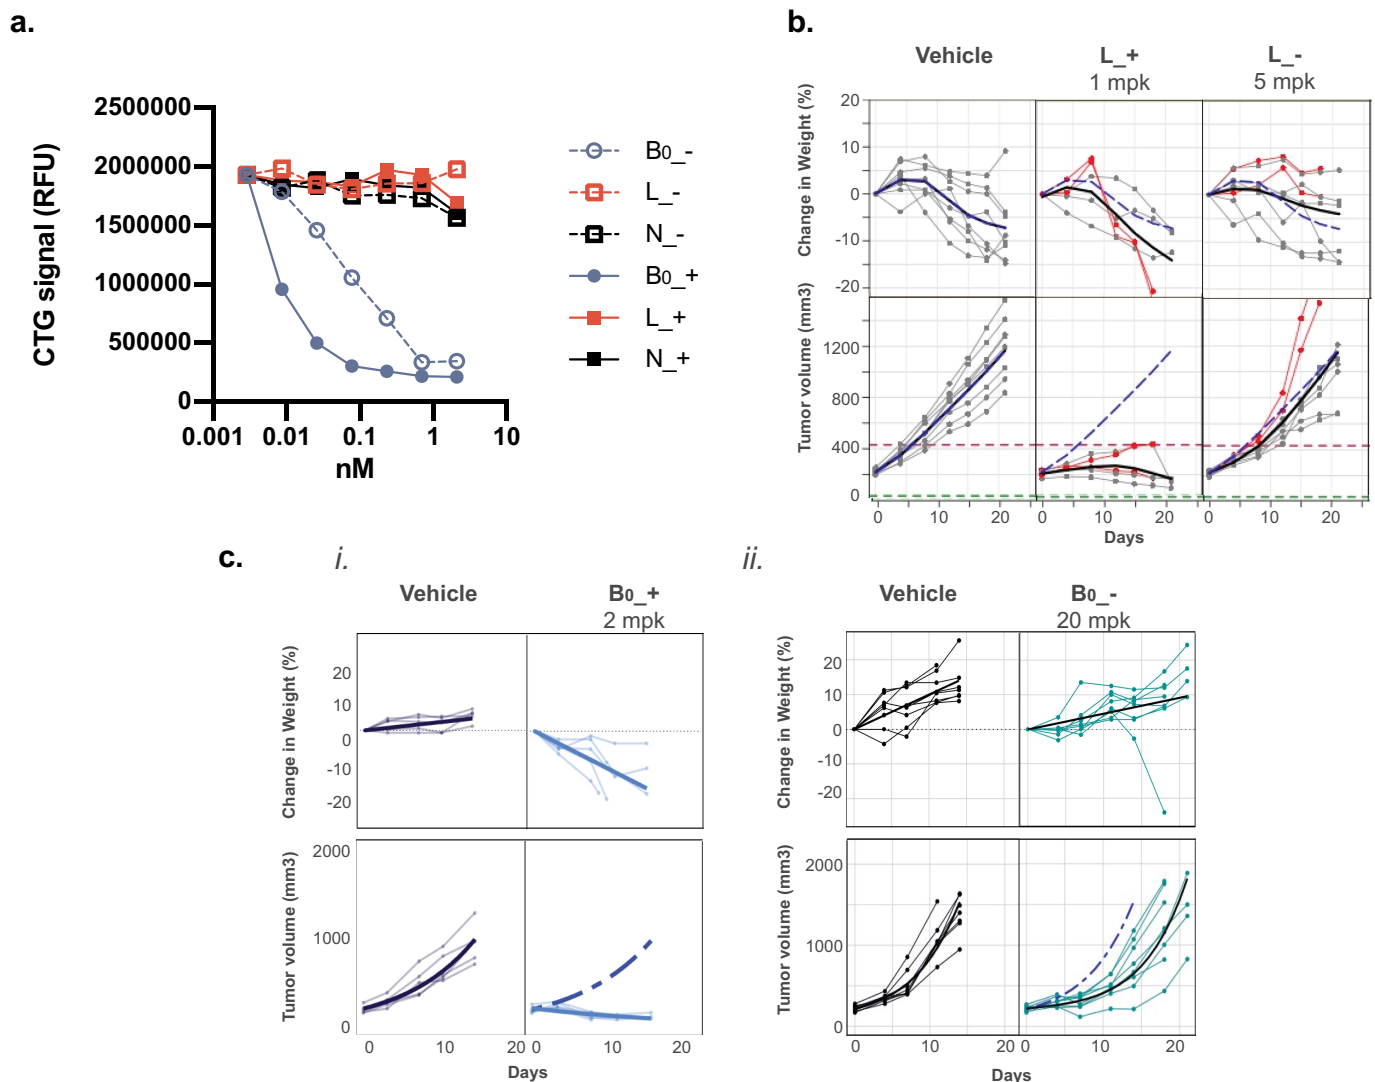 a.
2500000
2000000
1500000
1000000
500000
0
CTG signal (RFU)
0.001 0.01 0.1 1 10
nM
B0_-
L_-
N_-
B0_+
L_+
N_+
b.
Vehicle L_+ L_-
1 mpk 5 mpk
Change in Weight (%)
20
10
0
-10
-20
Tumor volume (mm3)
1200
800
400
0
0 10 20 0 10 20 0 10 20
Days
c.
i.
Vehicle B0_+
2 mpk
Change in Weight (%)
20
10
0
-10
-20
Tumor volume (mm3)
2000
1000
0
0 10 20 0 10 20
Days
ii.
Vehicle B0_-
20 mpk
Change in Weight (%)
20
10
0
-10
-20
Tumor volume (mm3)
2000
1000
0
0 10 20 0 10 20
Days